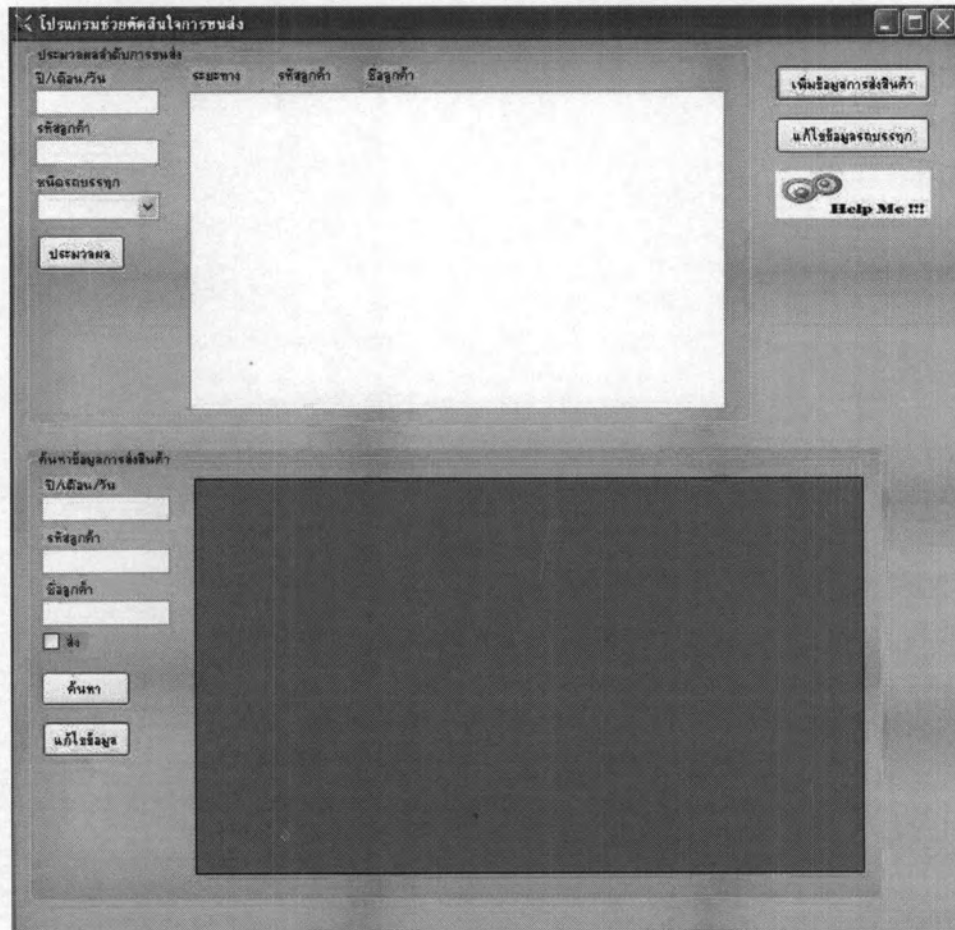 โปรแกรมช่วยตัดสินใจการขนส่ง
ประมวลผลลำดับการขนส่ง
ปี/เดือน/วัน
รหัสลูกค้า
ชนิดรถบรรทุก
ประมวลผล
ระยะทาง รหัสลูกค้า ชื่อลูกค้า
เพิ่มข้อมูลการส่งสินค้า
แก้ไขข้อมูลรถบรรทุก
Help Me !!!
ค้นหาข้อมูลการส่งสินค้า
ปี/เดือน/วัน
รหัสลูกค้า
ชื่อลูกค้า
ส่ง
ค้นหา
แก้ไขข้อมูล